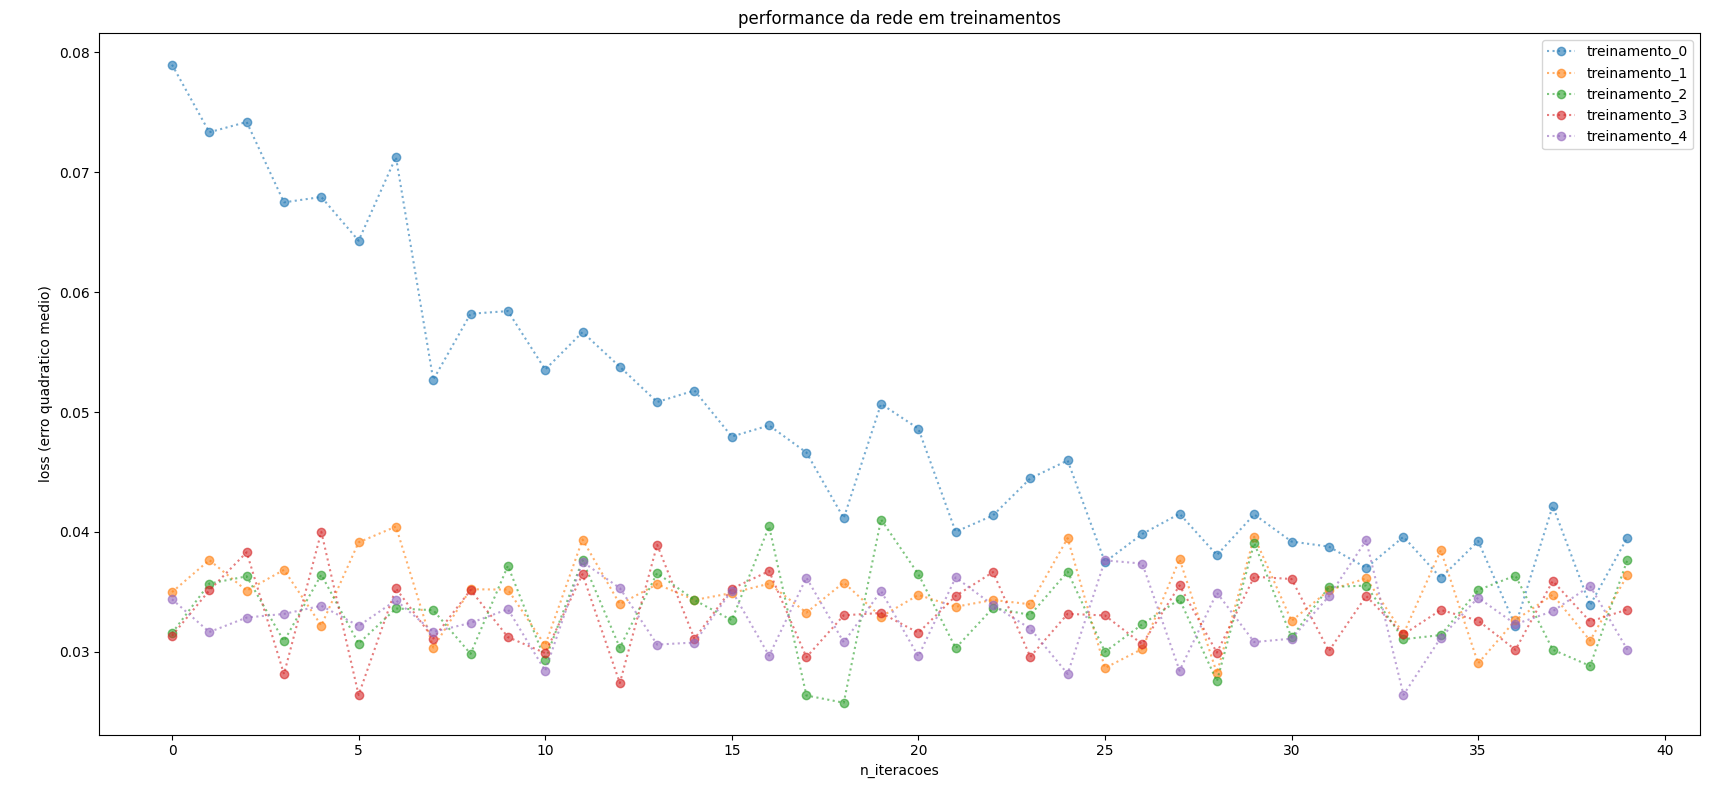 performance da rede em treinamentos
0.08
0.07
0.06
0.05
0.04
0.03
loss (erro quadratico medio)
treinamento_0
treinamento_1
treinamento_2
treinamento_3
treinamento_4
0 5 10 15 20 25 30 35 40
n_iteracoes